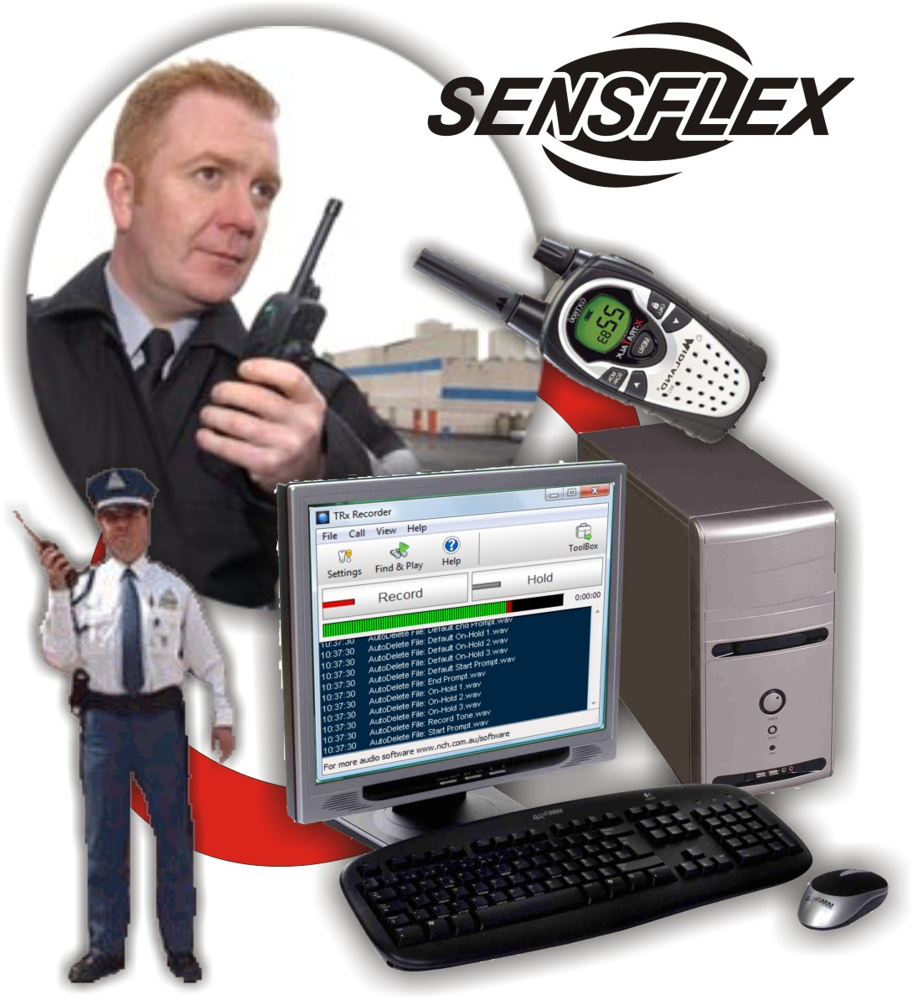 SENSFLEX
GXT800
X-TRA TALK
MENU
MIDLAND
TRx Recorder
File Call View Help
Settings
Find & Play
Help
ToolBox
Record
Hold
0:00:00
10:37:30 AutoDelete File: Default End Prompt.wav
10:37:30 AutoDelete File: Default On-Hold 1.wav
10:37:30 AutoDelete File: Default On-Hold 2.wav
10:37:30 AutoDelete File: Default On-Hold 3.wav
10:37:30 AutoDelete File: Default Start Prompt.wav
10:37:30 AutoDelete File: End Prompt.wav
10:37:30 AutoDelete File: On-Hold 1.wav
10:37:30 AutoDelete File: On-Hold 2.wav
10:37:30 AutoDelete File: On-Hold 3.wav
10:37:30 AutoDelete File: Record Tone.wav
10:37:30 AutoDelete File: Start Prompt.wav
For more audio software www.nch.com.au/software